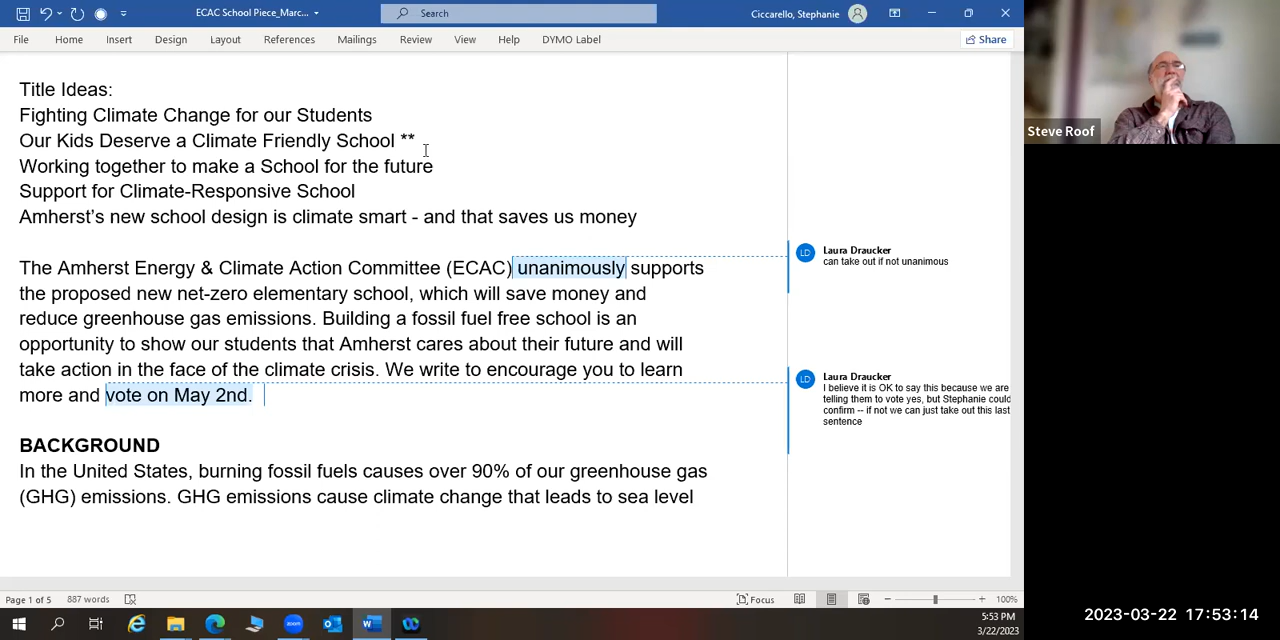 ECAC School Piece_Marc...
Search
Ciccarello, Stephanie
File Home Insert Design Layout References Mailings Review View Help DYMO Label
Share
Title Ideas:
Fighting Climate Change for our Students
Our Kids Deserve a Climate Friendly School **
Working together to make a School for the future
Support for Climate-Responsive School
Amherst's new school design is climate smart - and that saves us money
The Amherst Energy & Climate Action Committee (ECAC) unanimously supports
the proposed new net-zero elementary school, which will save money and
reduce greenhouse gas emissions. Building a fossil fuel free school is an
opportunity to show our students that Amherst cares about their future and will
take action in the face of the climate crisis. We write to encourage you to learn
more and vote on May 2nd.
BACKGROUND
In the United States, burning fossil fuels causes over 90% of our greenhouse gas
(GHG) emissions. GHG emissions cause climate change that leads to sea level
LD
Laura Draucker
can take out if not unanimous
LD
Laura Draucker
I believe it is OK to say this because we are
telling them to vote yes, but Stephanie could
confirm -- if not we can just take out this last
sentence
Steve Roof
Page 1 of 5
887 words
Focus
100%
zoom
5:53 PM
3/22/2023
2023-03-22 17:53:14